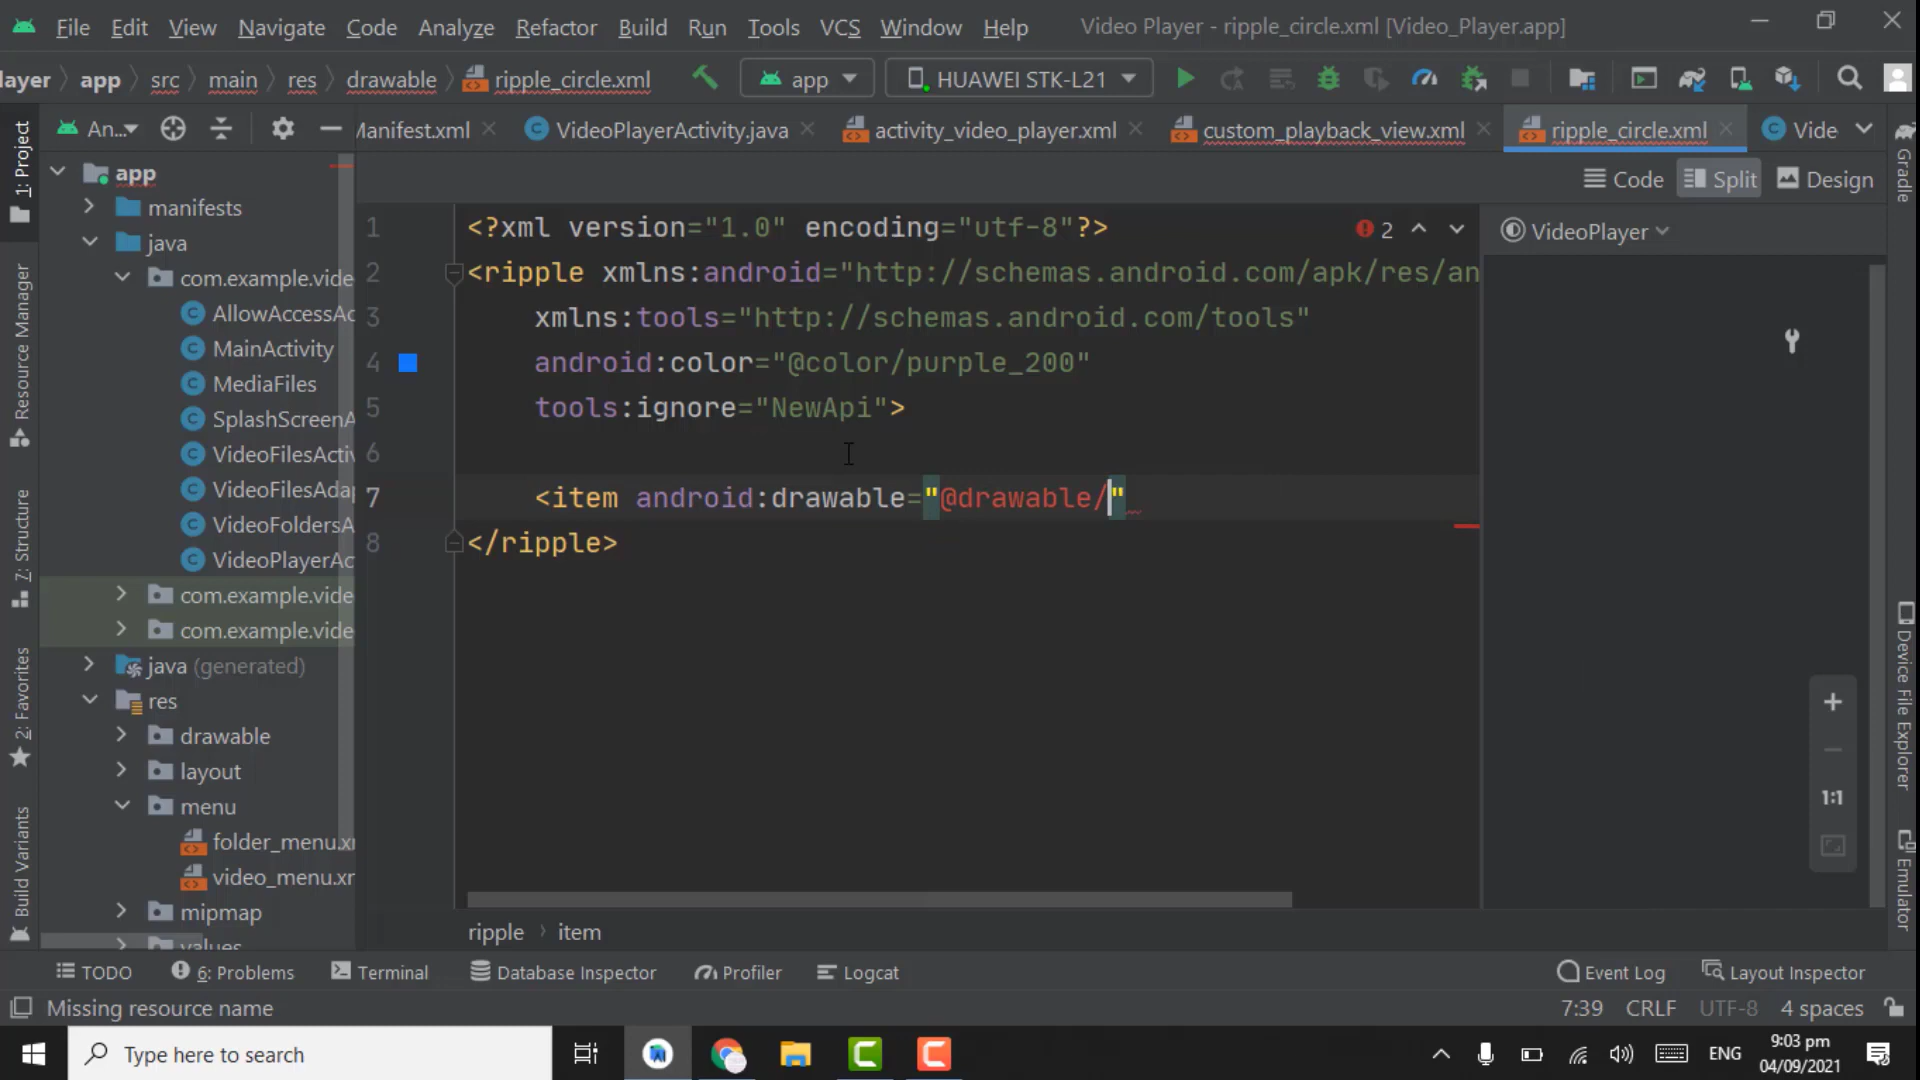 File Edit View Navigate Code Analyze Refactor Build Run Tools VCS Window Help Video Player - ripple_circle.xml [Video_Player.app]
layer app src main res drawable ripple_circle.xml app HUAWEI STK-L21
An... Manifest.xml VideoPlayerActivity.java activity_video_player.xml custom_playback_view.xml ripple_circle.xml Vide
Code Split Design
VideoPlayer
1: Project
Resource Manager
7: Structure
2: Favorites
Build Variants
app
manifests
java
com.example.vide
AllowAccessAc
MainActivity
MediaFiles
SplashScreenA
VideoFilesActiv
VideoFilesAda
VideoFoldersA
VideoPlayerAc
com.example.vide
com.example.vide
java (generated)
res
drawable
layout
menu
folder_menu.x
video_menu.xr
mipmap
values
1 <?xml version="1.0" encoding="utf-8"?>
2 <ripple xmlns:android="http://schemas.android.com/apk/res/an
3 xmlns:tools="http://schemas.android.com/tools"
4 android:color="@color/purple_200"
5 tools:ignore="NewApi">
6
7 <item android:drawable="@drawable/"
8 </ripple>
2
1:1
Gradle
Device File Explorer
Emulator
ripple item
TODO 6: Problems Terminal Database Inspector Profiler Logcat Event Log Layout Inspector
Missing resource name 7:39 CRLF UTF-8 4 spaces
Type here to search ENG 9:03 pm
04/09/2021